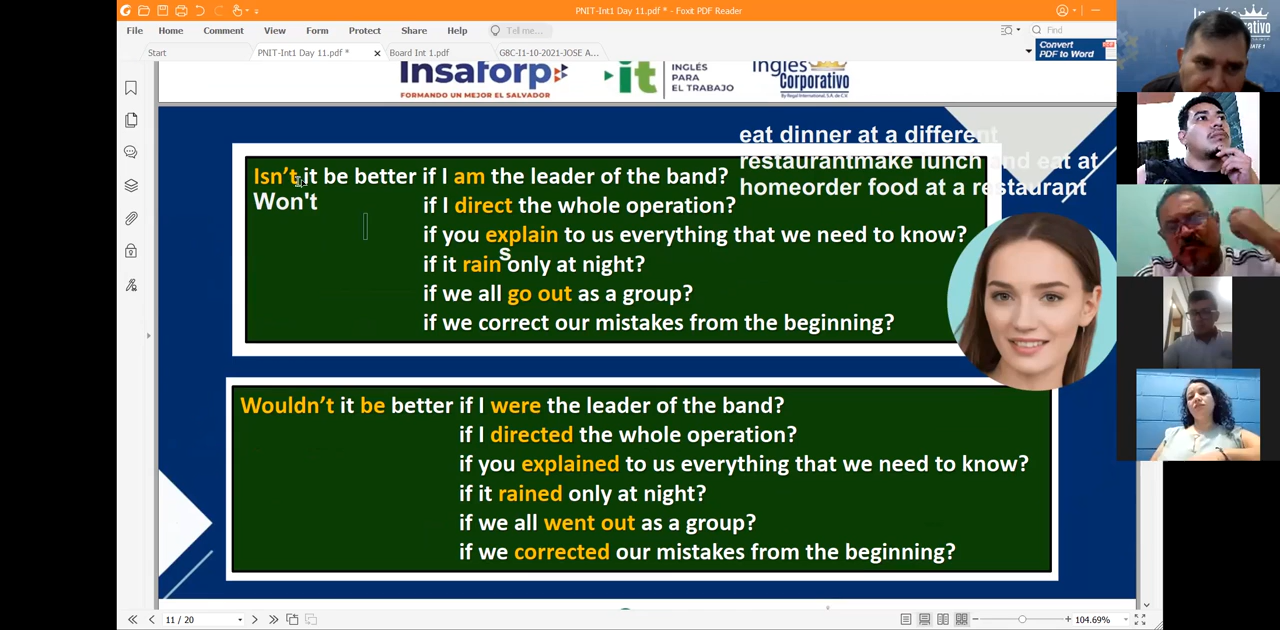 PNIT-Int1 Day 11.pdf * - Foxit PDF Reader
File Home Comment View Form Protect Share Help Tell me... Find
Start PNIT-Int1 Day 11.pdf * Board Int 1.pdf GBC-I1-10-2021-JOSE A...
Convert
PDF to Word
Insaforp
FORMANDO UN MEJOR EL SALVADOR
it
INGLÉS
PARA
EL TRABAJO
Inglés
Corporativo
eat dinner at a different
restaurantmake lunch and eat at
homeorder food at a restaurant
Isn't it be better if I am the leader of the band?
Won't
if I direct the whole operation?
if you explain to us everything that we need to know?
if it rains only at night?
if we all go out as a group?
if we correct our mistakes from the beginning?
Wouldn't it be better if I were the leader of the band?
if I directed the whole operation?
if you explained to us everything that we need to know?
if it rained only at night?
if we all went out as a group?
if we corrected our mistakes from the beginning?
11 / 20
104.69%